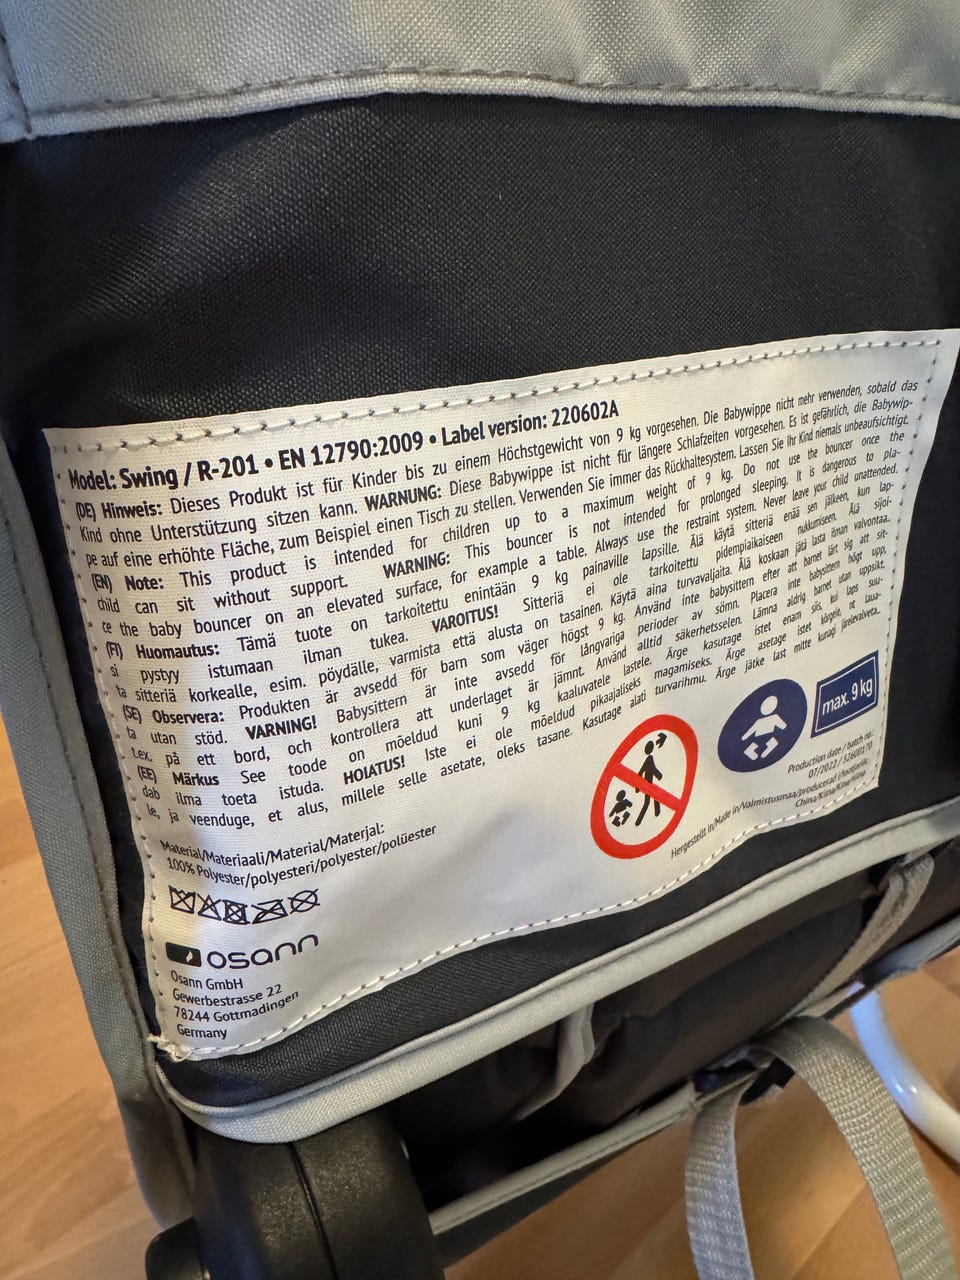 Model: Swing / R-201 • EN 12790:2009 • Label version: 220602A
(DE) Hinweis: Dieses Produkt ist für Kinder bis zu einem Höchstgewicht von 9 kg vorgesehen. Die Babywippe nicht mehr verwenden, sobald das
Kind ohne Unterstützung sitzen kann. WARNUNG: Diese Babywippe ist nicht für längere Schlafzeiten vorgesehen. Es ist gefährlich, die Babywip-
pe auf eine erhöhte Fläche, zum Beispiel einen Tisch zu stellen. Verwenden Sie immer das Rückhaltesystem. Lassen Sie Ihr Kind niemals unbeaufsichtigt.
(EN) Note: This product is intended for children up to a maximum weight of 9 kg. Do not use the bouncer once the
child can sit without support. WARNING: This bouncer is not intended for prolonged sleeping. It is dangerous to pla-
ce the baby bouncer on an elevated surface, for example a table. Always use the restraint system. Never leave your child unattended.
(FI) Huomautus: Tämä tuote on tarkoitettu enintään 9 kg painaville lapsille. Älä käytä sitteriä enää sen jälkeen, kun lap-
si pystyy istumaan ilman tukea. VAROITUS! Sitteriä ei ole tarkoitettu pidempiaikaiseen nukkumiseen. Älä sijoi-
ta sitteriä korkealle, esim. pöydälle, varmista että alusta on tasainen. Käytä aina turvavaljaita. Älä koskaan jätä lasta ilman valvontaa.
(SE) Observera: Produkten är avsedd för barn som väger högst 9 kg. Använd inte babysittern efter att barnet lärt sig att sit-
ta utan stöd. VARNING! Babysittern är inte avsedd för långvariga perioder av sömn. Placera inte babysittern högt upp,
t.ex. på ett bord, och kontrollera att underlaget är jämnt. Använd alltid säkerhetsselen. Lämna aldrig barnet utan uppsikt.
(EE) Märkus See toode on mõeldud kuni 9 kg kaaluvatele lastele. Ärge kasutage istet enam siis, kui laps suu-
dab ilma toeta istuda. HOIATUS! Iste ei ole mõeldud pikaajaliseks magamiseks. Ärge asetage istet kõrgele, nt laua-
le, ja veenduge, et alus, millele selle asetate, oleks tasane. Kasutage alati turvarihmu. Ärge jätke last mitte kunagi järelevalveta.
max. 9 kg
Production date / batch no.
07/2022 / 32600170
Hergestellt in/Made in/Valmistusmaa/producerad i/tootjariik:
China/Kiina/Kina/Hiina
Material/Materiaali/Material/Materjal:
100% Polyester/polyesteri/polyester/polüester
osann
Osann GmbH
Gewerbestrasse 22
78244 Gottmadingen
Germany